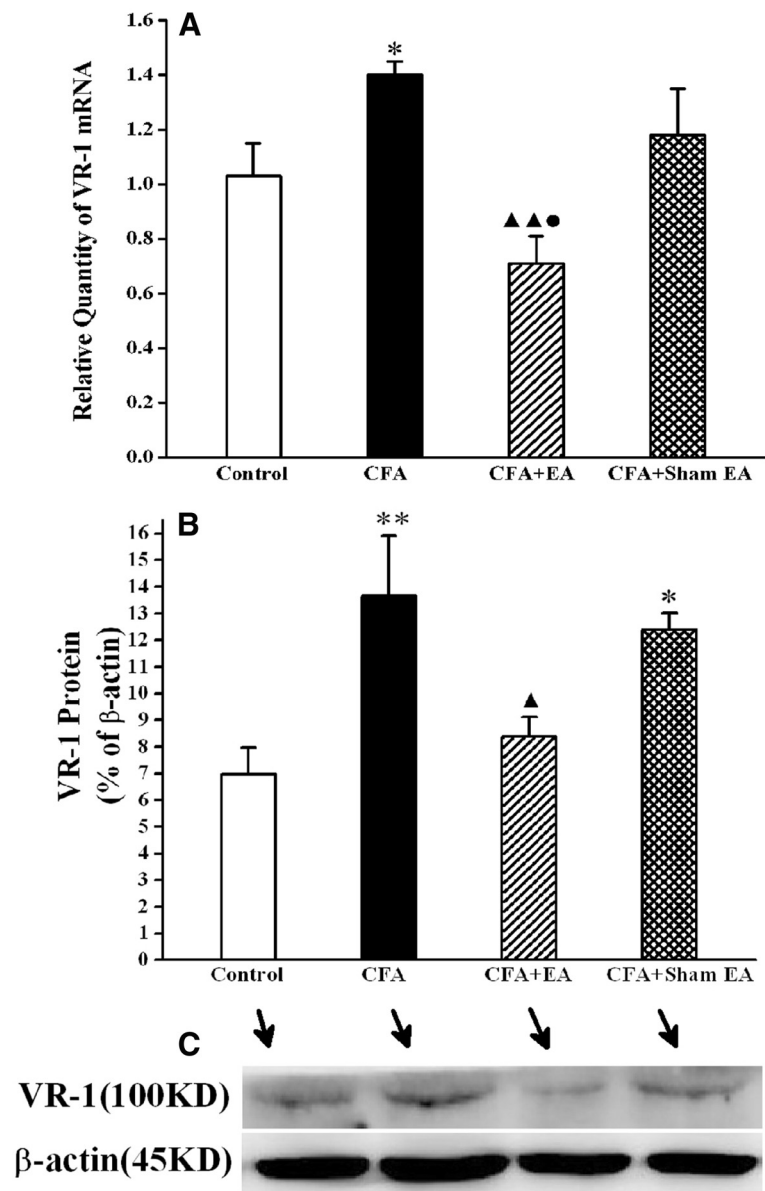 A
Relative Quantity of VR-1 mRNA
1.6
1.4
1.2
1.0
0.8
0.6
0.4
0.2
0.0
*
▲▲●
Control
CFA
CFA+EA
CFA+Sham EA
B
VR-1 Protein
(% of β-actin)
16
15
14
13
12
11
10
9
8
7
6
5
4
3
2
1
0
**
▲
*
Control
CFA
CFA+EA
CFA+Sham EA
C
VR-1(100KD)
β-actin(45KD)